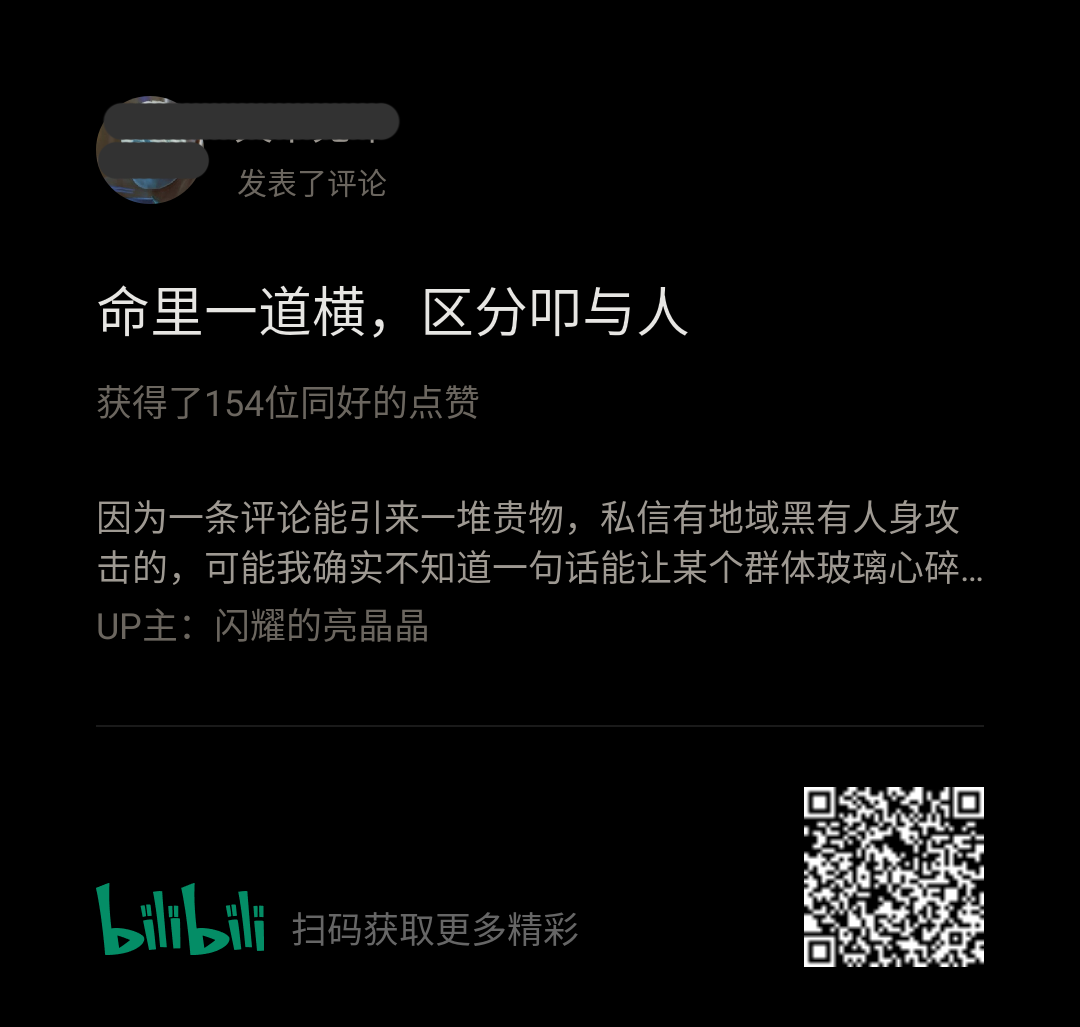 发表了评论
命里一道横，区分叩与人
获得了154位同好的点赞
因为一条评论能引来一堆贵物，私信有地域黑有人身攻
击的，可能我确实不知道一句话能让某个群体玻璃心碎...
UP主：闪耀的亮晶晶
bilibili 扫码获取更多精彩